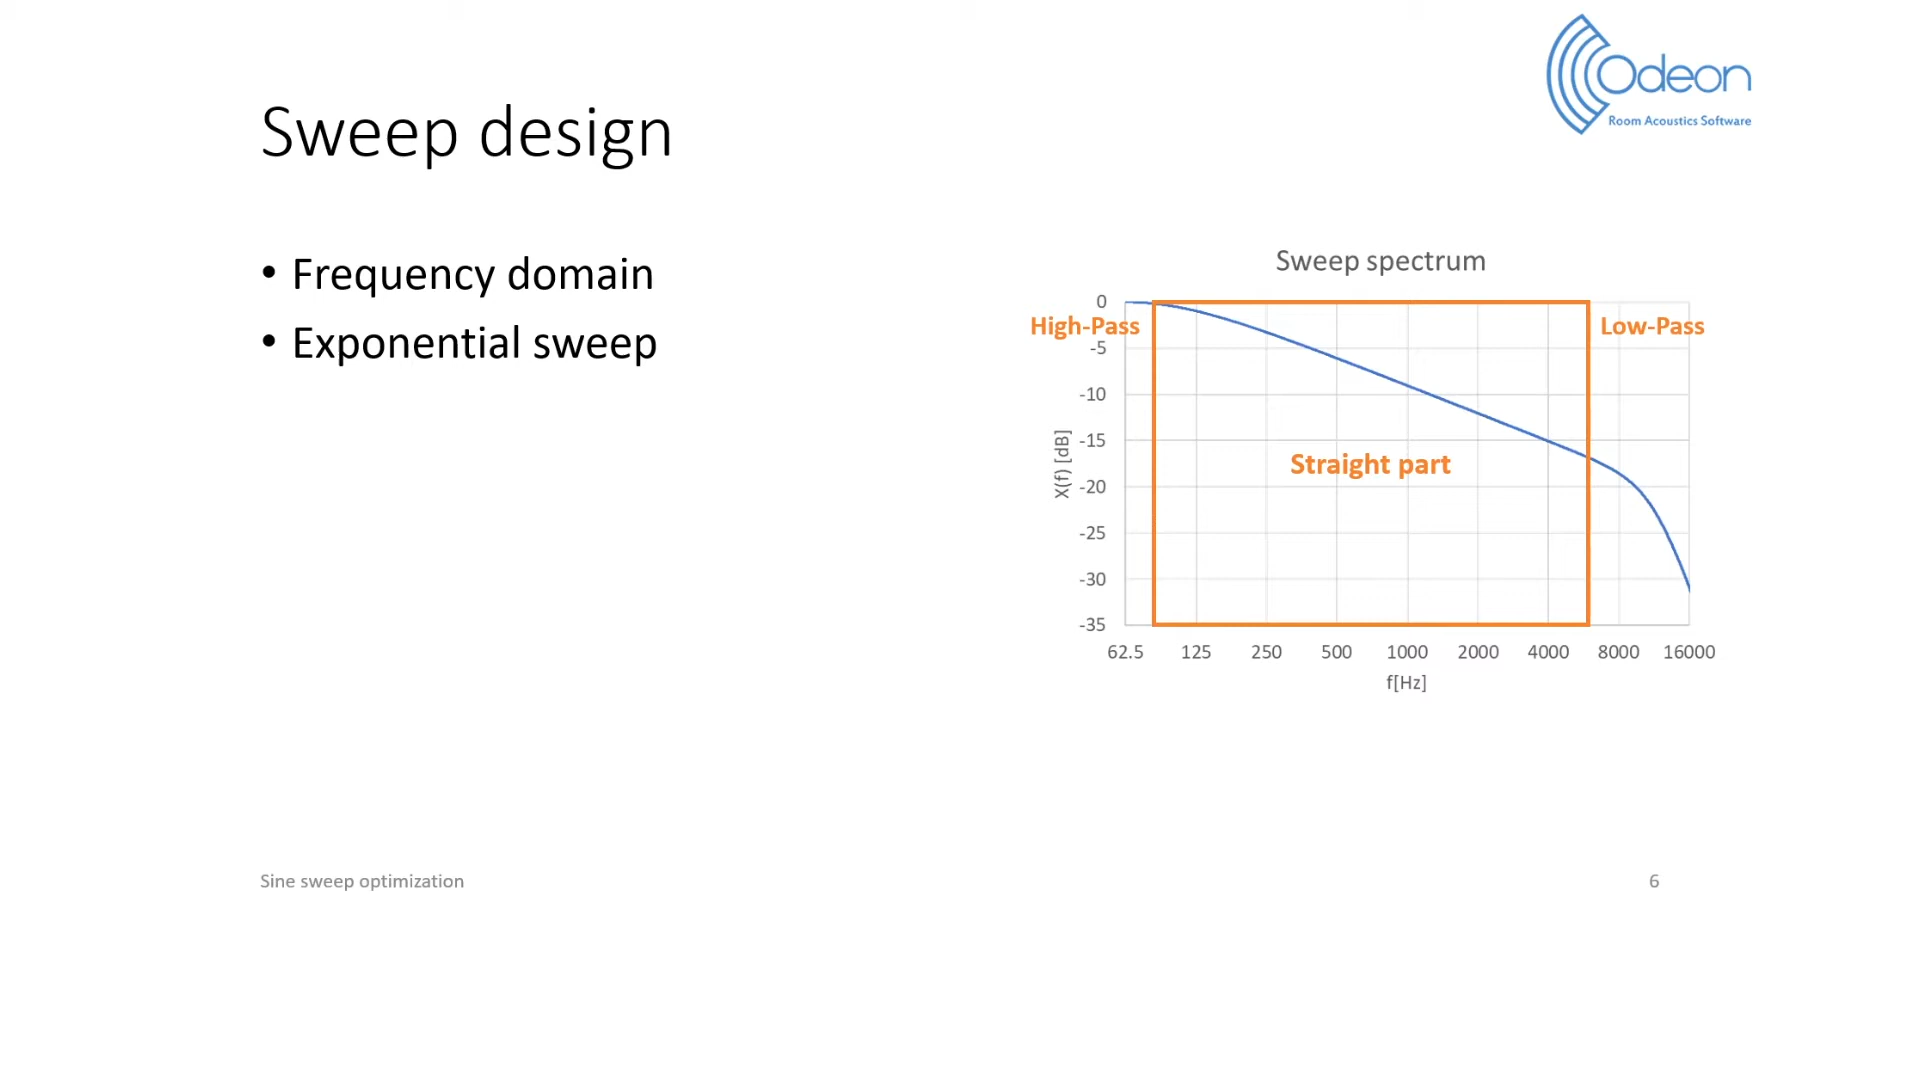 Odeon
Room Acoustics Software
Sweep design
• Frequency domain
• Exponential sweep
Sweep spectrum
0
High-Pass
Low-Pass
-5
-10
-15
Straight part
-20
-25
-30
-35
X(f) [dB]
62.5 125 250 500 1000 2000 4000 8000 16000
f[Hz]
Sine sweep optimization
6